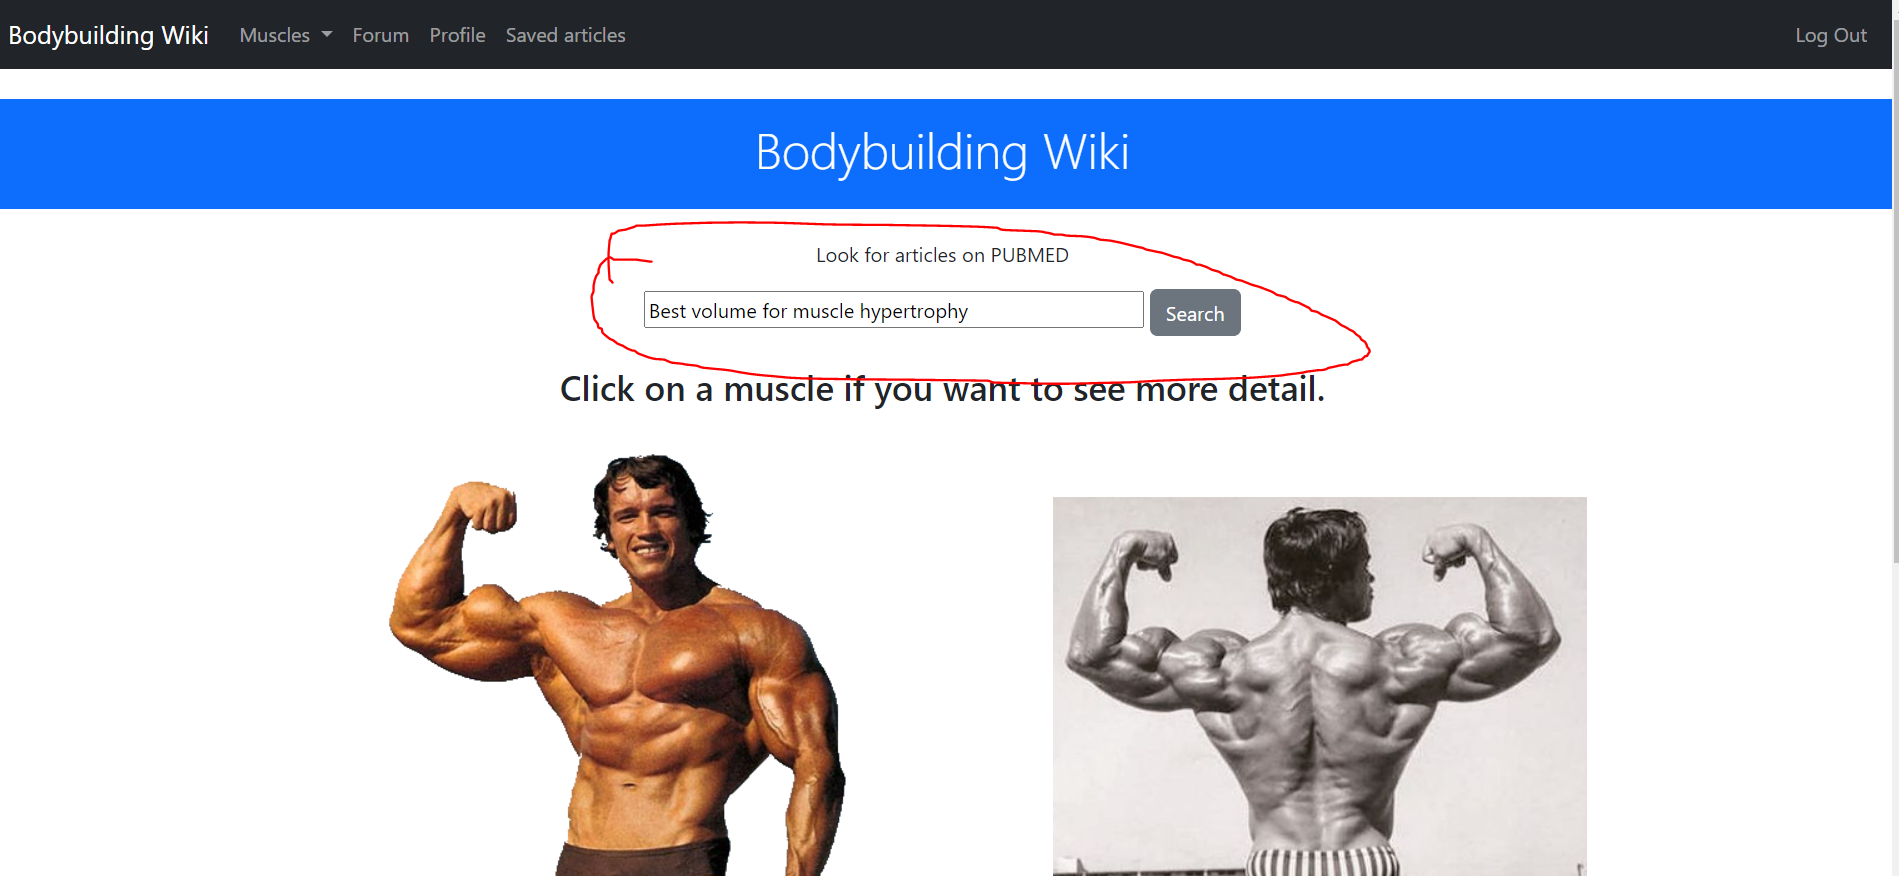 Bodybuilding Wiki Muscles Forum Profile Saved articles Log Out
Bodybuilding Wiki
Look for articles on PUBMED
Best volume for muscle hypertrophy Search
Click on a muscle if you want to see more detail.